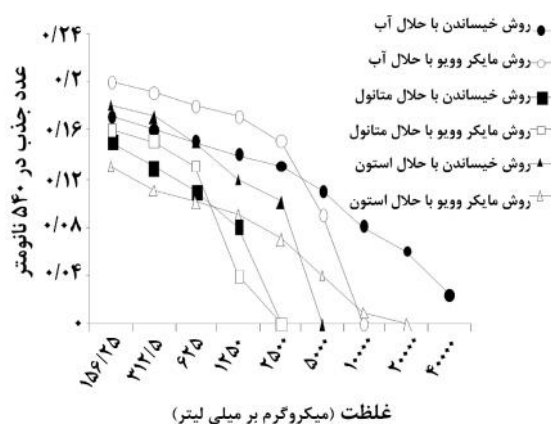 ۰/۲۴
۰/۲
۰/۱۶
۰/۱۲
۰/۰۸
۰/۰۴
۰
عدد جذب در ۵۴۰ نانومتر
روش خیساندن با حلال آب
روش مایکر وویو با حلال آب
روش خیساندن با حلال متانول
روش مایکر وویو با حلال متانول
روش خیساندن با حلال استون
روش مایکر وویو با حلال استون
۱۵۶/۲۵
۳۱۲/۵
۶۲۵
۱۲۵۰
۲۵۰۰
۵۰۰۰
۱۰۰۰۰
۲۰۰۰۰
۴۰۰۰۰
غلظت (میکروگرم بر میلی لیتر)